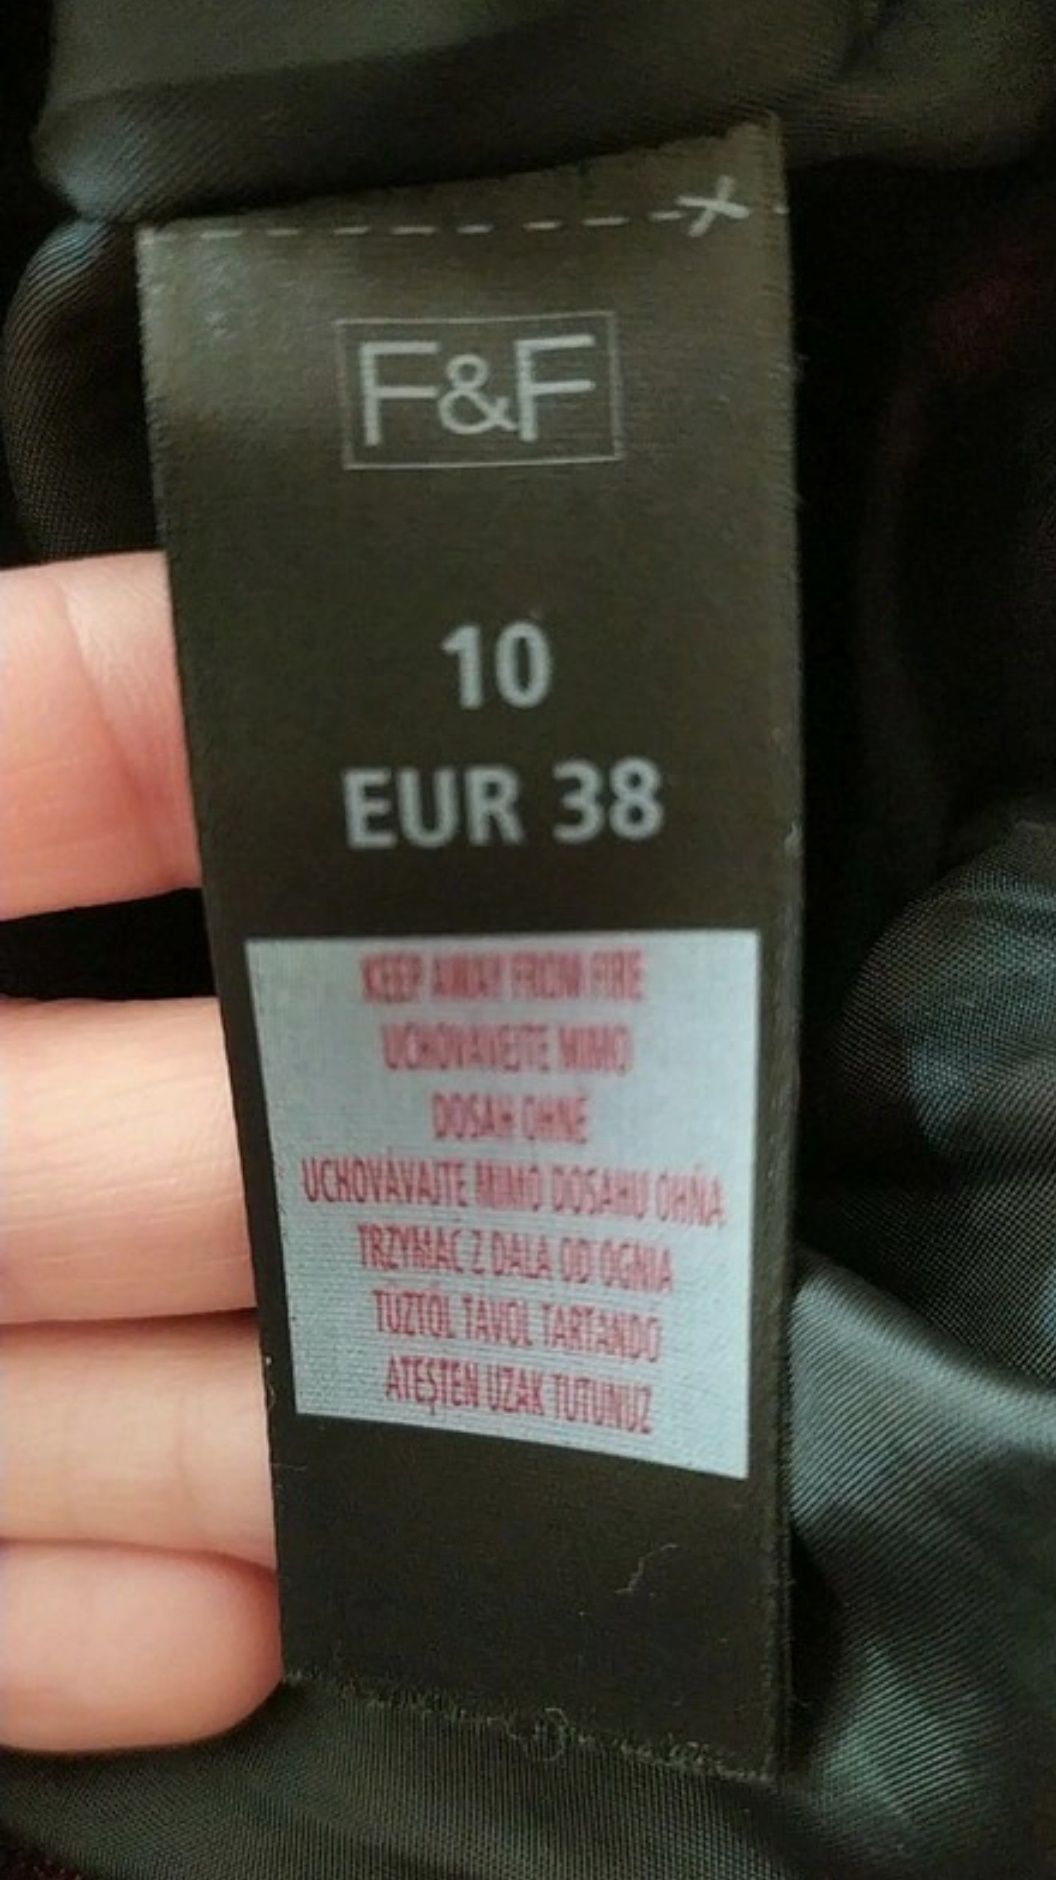 F&F
10
EUR 38
KEEP AWAY FROM FIRE
UCHOVÁVEJTE MIMO
DOSAH OHNĚ
UCHOVÁVAJTE MIMO DOSAHU OHŇA
TRZYMAĆ Z DALA OD OGNIA
TŰZTŐL TÁVOL TARTANDÓ
ATEŞTEN UZAK TUTUNUZ